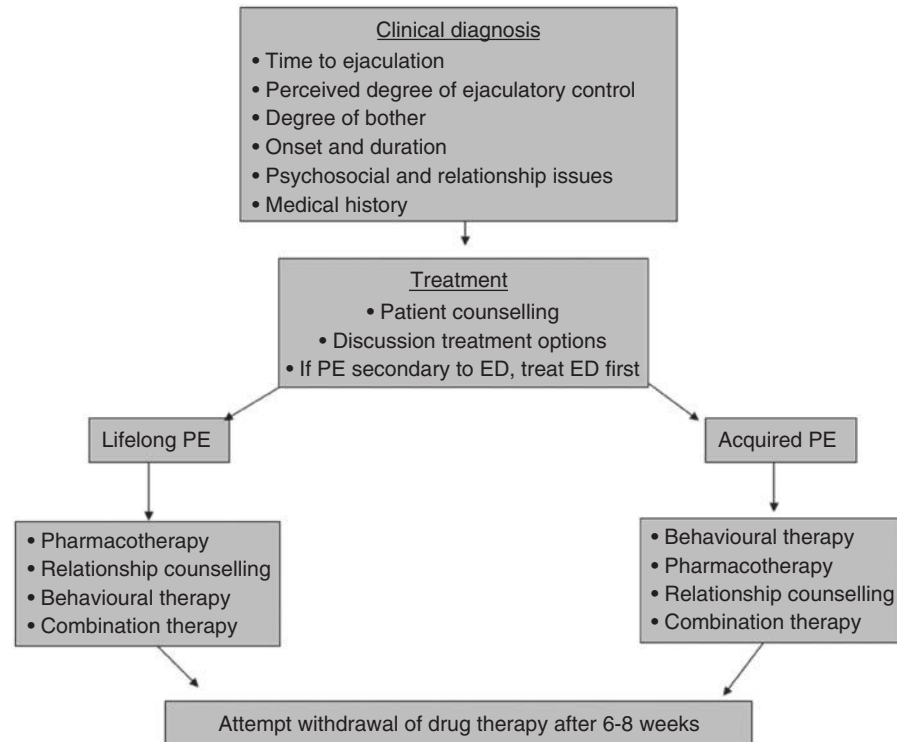 Clinical diagnosis
• Time to ejaculation
• Perceived degree of ejaculatory control
• Degree of bother
• Onset and duration
• Psychosocial and relationship issues
• Medical history
Treatment
• Patient counselling
• Discussion treatment options
• If PE secondary to ED, treat ED first
Lifelong PE
Acquired PE
• Pharmacotherapy
• Relationship counselling
• Behavioural therapy
• Combination therapy
• Behavioural therapy
• Pharmacotherapy
• Relationship counselling
• Combination therapy
Attempt withdrawal of drug therapy after 6-8 weeks